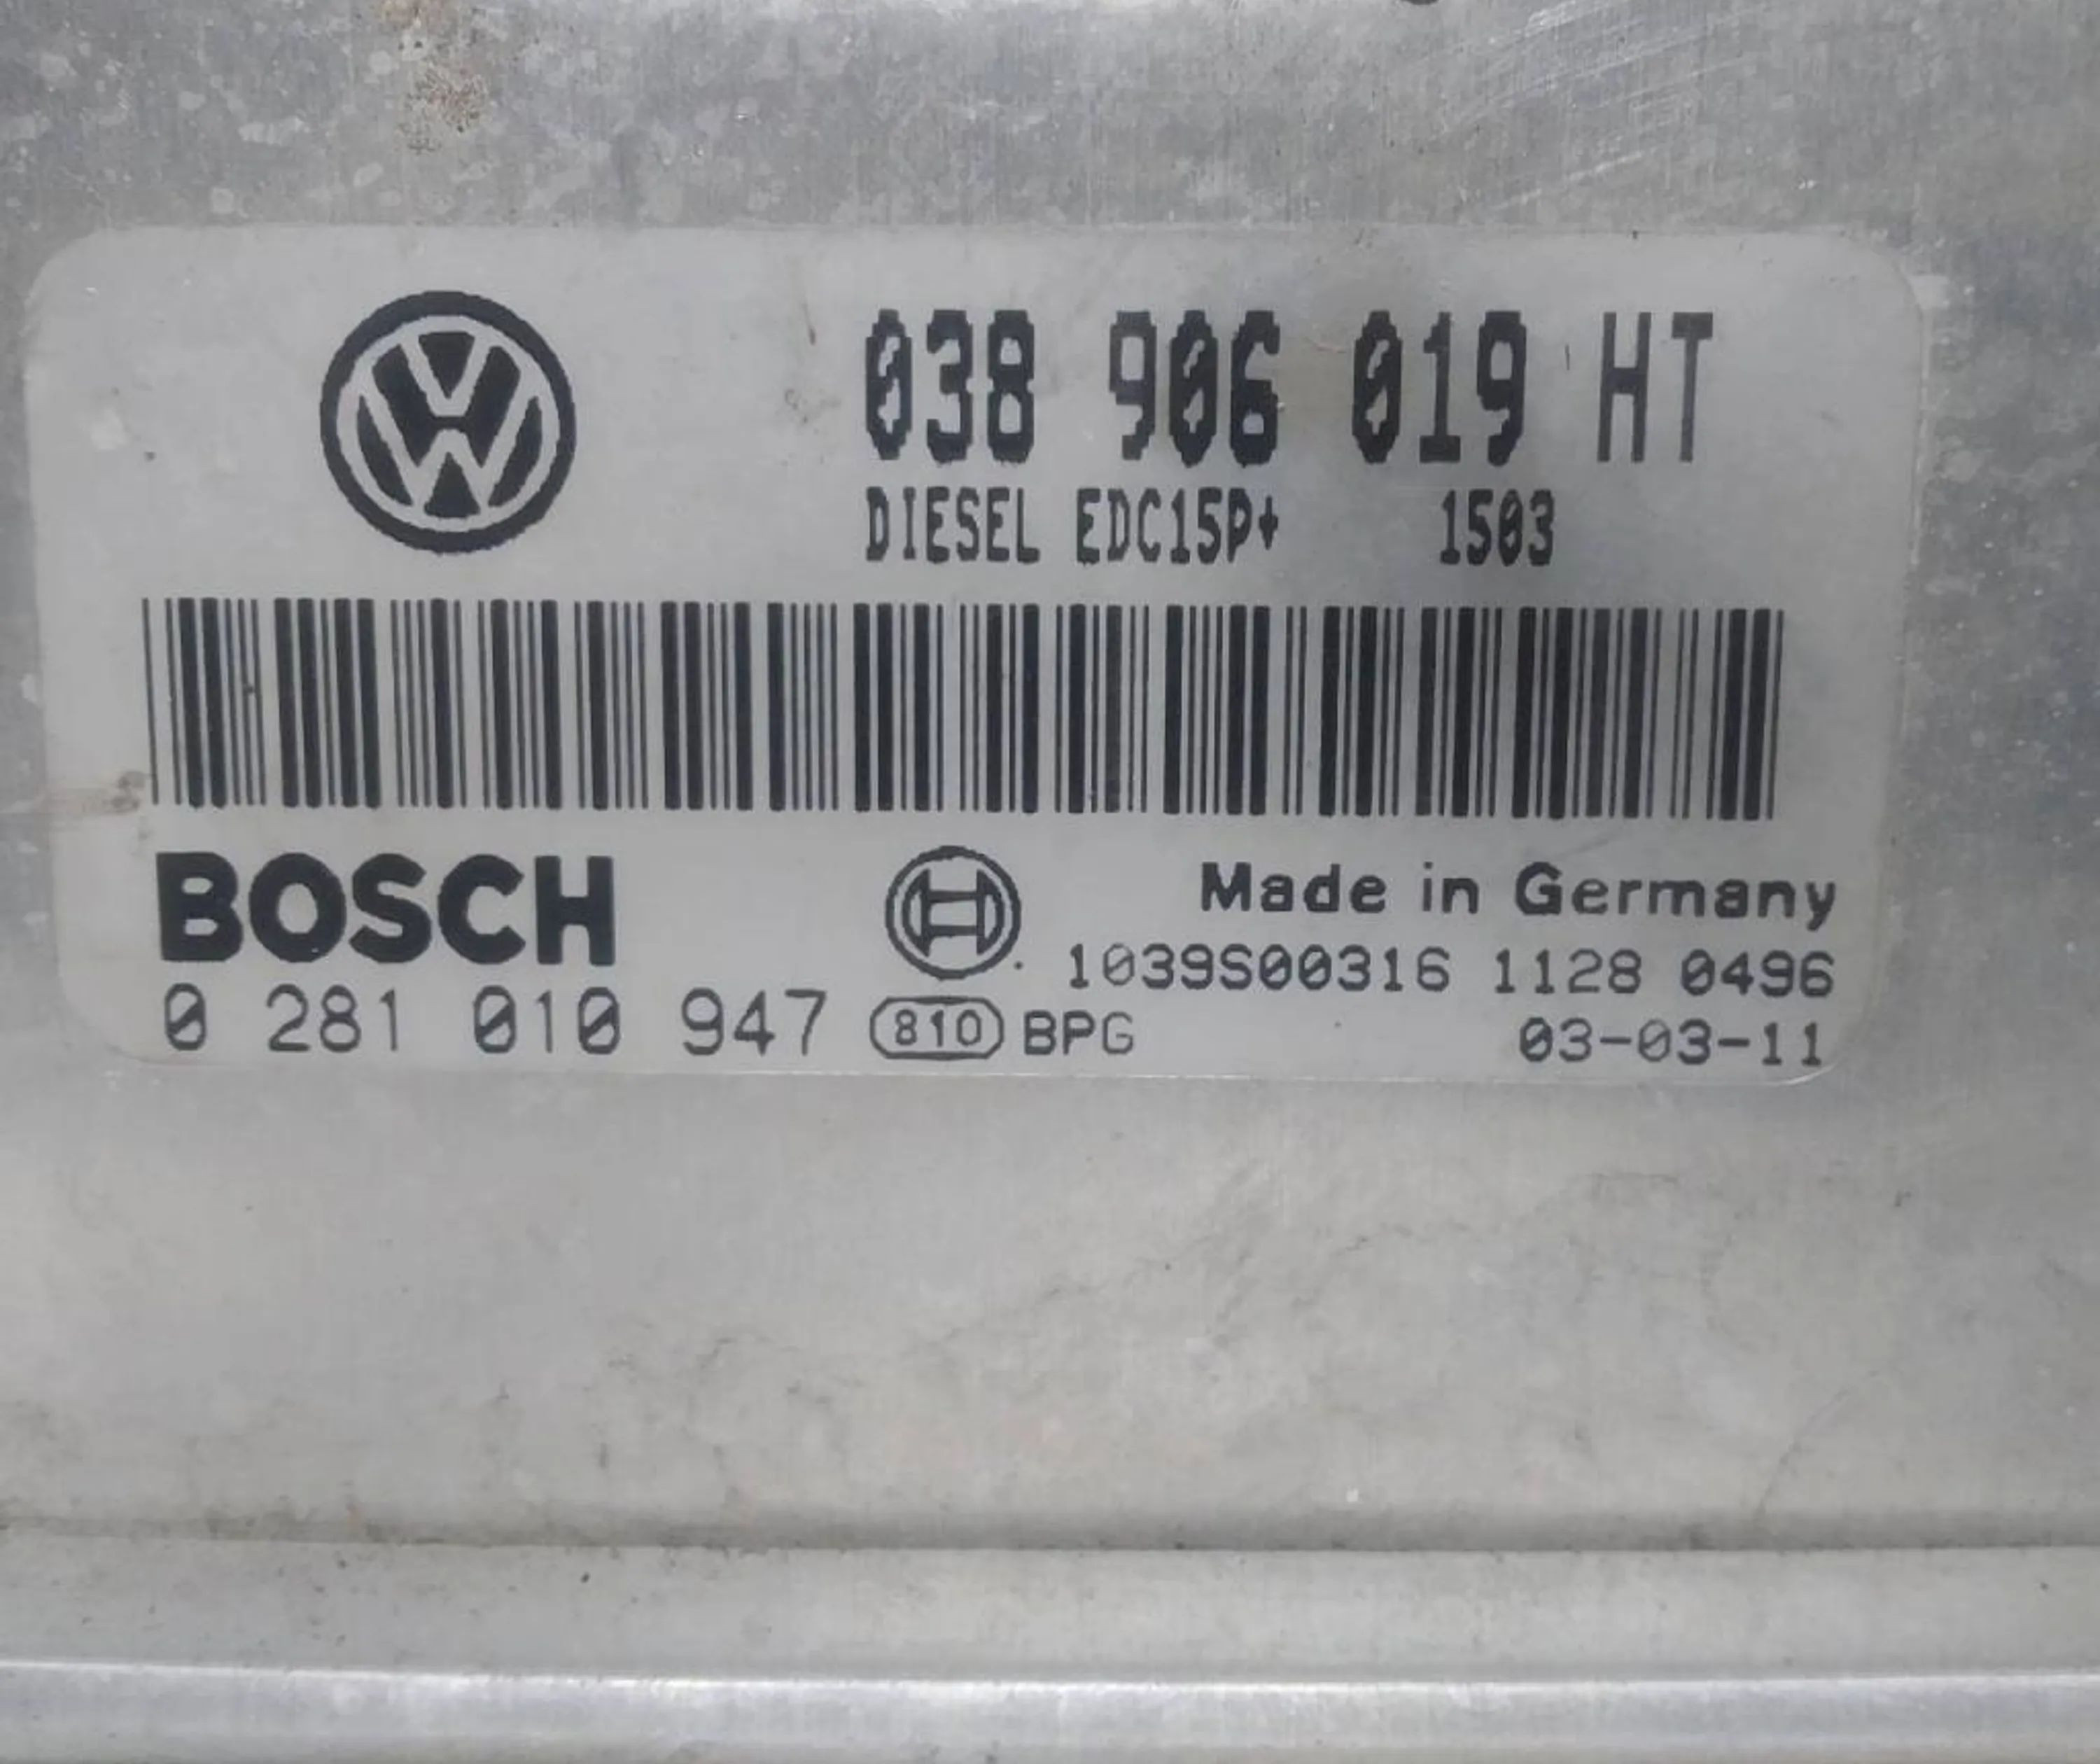 038 906 019 HT
DIESEL EDC15P+ 1503
BOSCH
Made in Germany
1039S00316 1128 0496
0 281 010 947 810 BPG 03-03-11